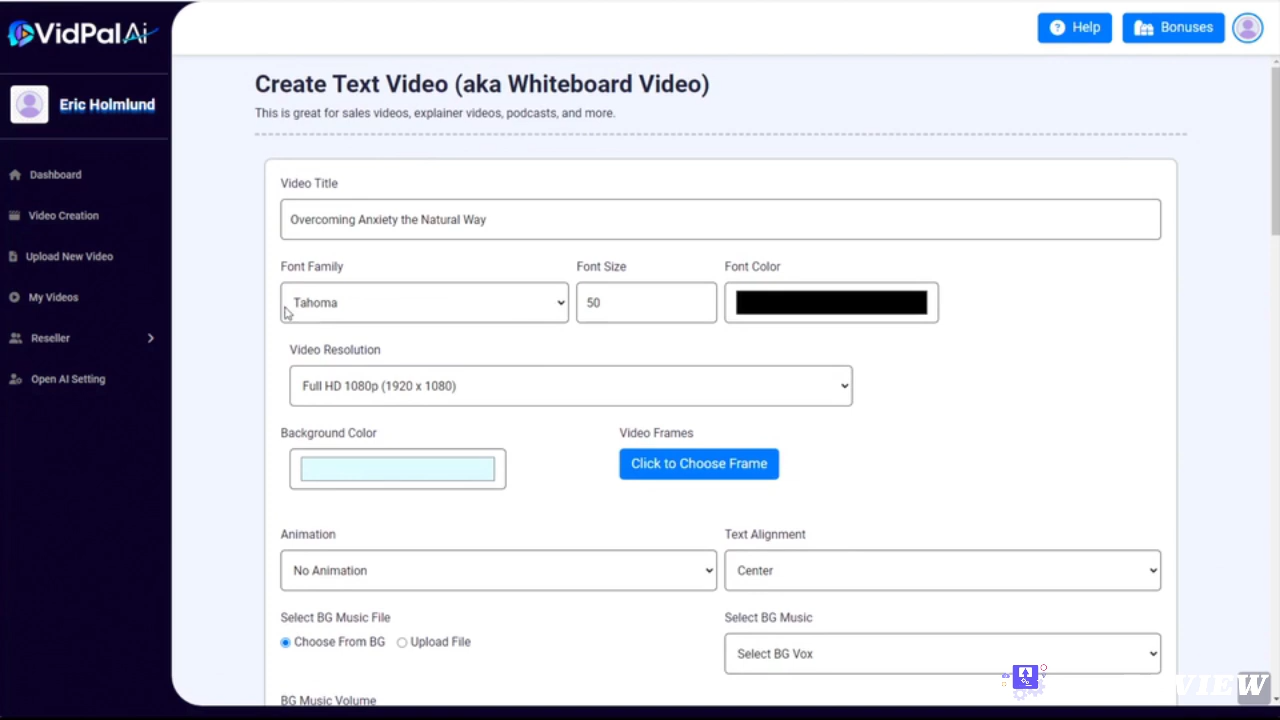 VidPalAi
Help
Bonuses
Eric Holmlund
Dashboard
Video Creation
Upload New Video
My Videos
Reseller
Open AI Setting
Create Text Video (aka Whiteboard Video)
This is great for sales videos, explainer videos, podcasts, and more.
Video Title
Overcoming Anxiety the Natural Way
Font Family
Font Size
Font Color
Tahoma
50
Video Resolution
Full HD 1080p (1920 x 1080)
Background Color
Video Frames
Click to Choose Frame
Animation
Text Alignment
No Animation
Center
Select BG Music File
Select BG Music
Choose From BG
Upload File
Select BG Vox
BG Music Volume